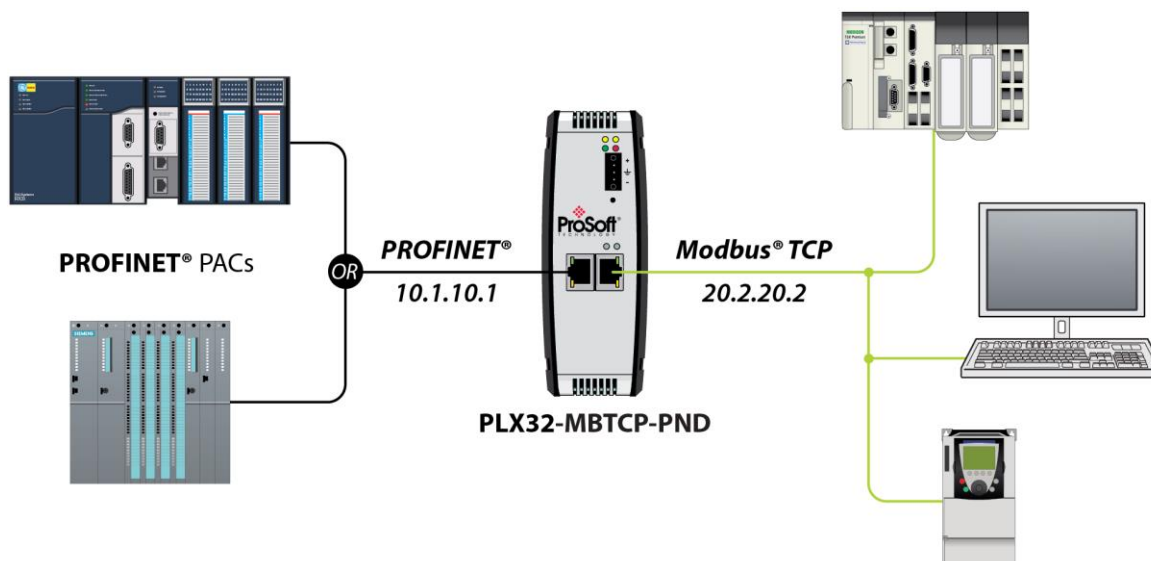 PROFINET® PACs
SIEMENS
OR
PROFINET®
10.1.10.1
ProSoft®
TECHNOLOGY
+
-
PLX32-MBTCP-PND
Modbus® TCP
20.2.20.2